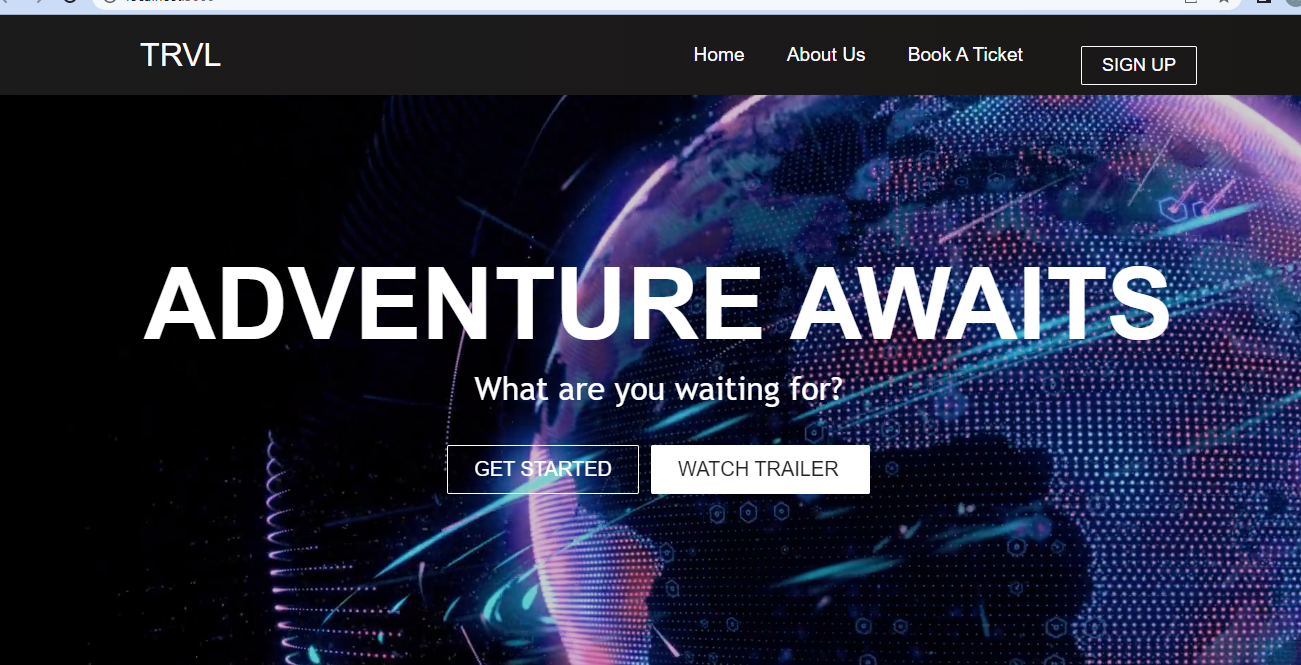 TRVL
Home About Us Book A Ticket SIGN UP
ADVENTURE AWAITS
What are you waiting for?
GET STARTED WATCH TRAILER